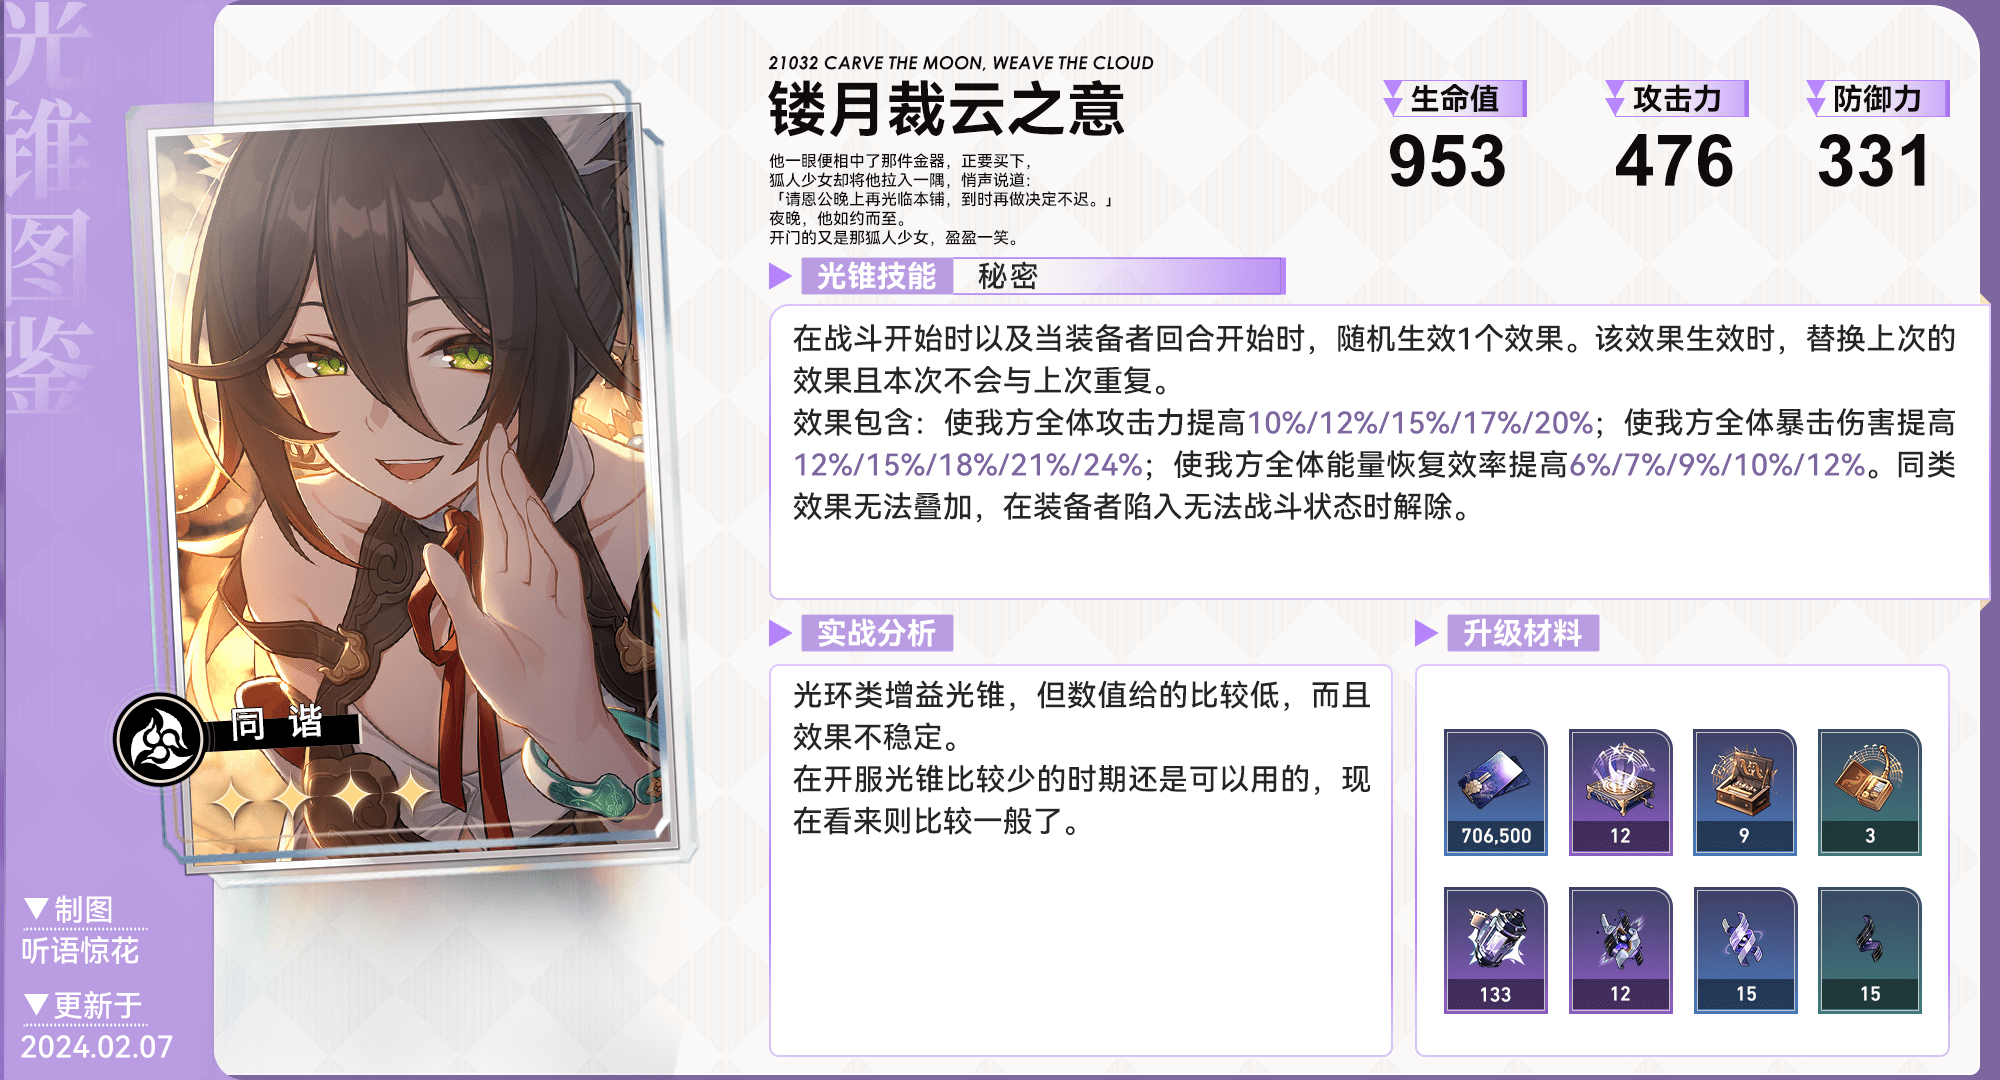 光锥图鉴
21032 CARVE THE MOON, WEAVE THE CLOUD
镂月裁云之意
他一眼便相中了那件金器，正要买下，
狐人少女却将他拉入一隅，悄声说道：
「请恩公晚上再光临本铺，到时再做决定不迟。」
夜晚，他如约而至。
开门的又是那狐人少女，盈盈一笑。
生命值
953
攻击力
476
防御力
331
光锥技能 秘密
在战斗开始时以及当装备者回合开始时，随机生效1个效果。该效果生效时，替换上次的
效果且本次不会与上次重复。
效果包含：使我方全体攻击力提高10%/12%/15%/17%/20%；使我方全体暴击伤害提高
12%/15%/18%/21%/24%；使我方全体能量恢复效率提高6%/7%/9%/10%/12%。同类
效果无法叠加，在装备者陷入无法战斗状态时解除。
同谐
实战分析
光环类增益光锥，但数值给的比较低，而且
效果不稳定。
在开服光锥比较少的时期还是可以用的，现
在看来则比较一般了。
升级材料
706,500 12 9 3
133 12 15 15
▼制图
听语惊花
▼更新于
2024.02.07